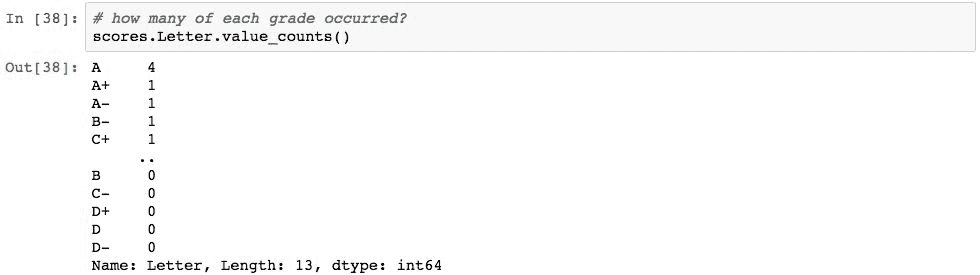 In [38]: # how many of each grade occurred?
scores.Letter.value_counts()
Out[38]: A 4
A+ 1
A- 1
B- 1
C+ 1
..
B 0
C- 0
D+ 0
D 0
D- 0
Name: Letter, Length: 13, dtype: int64